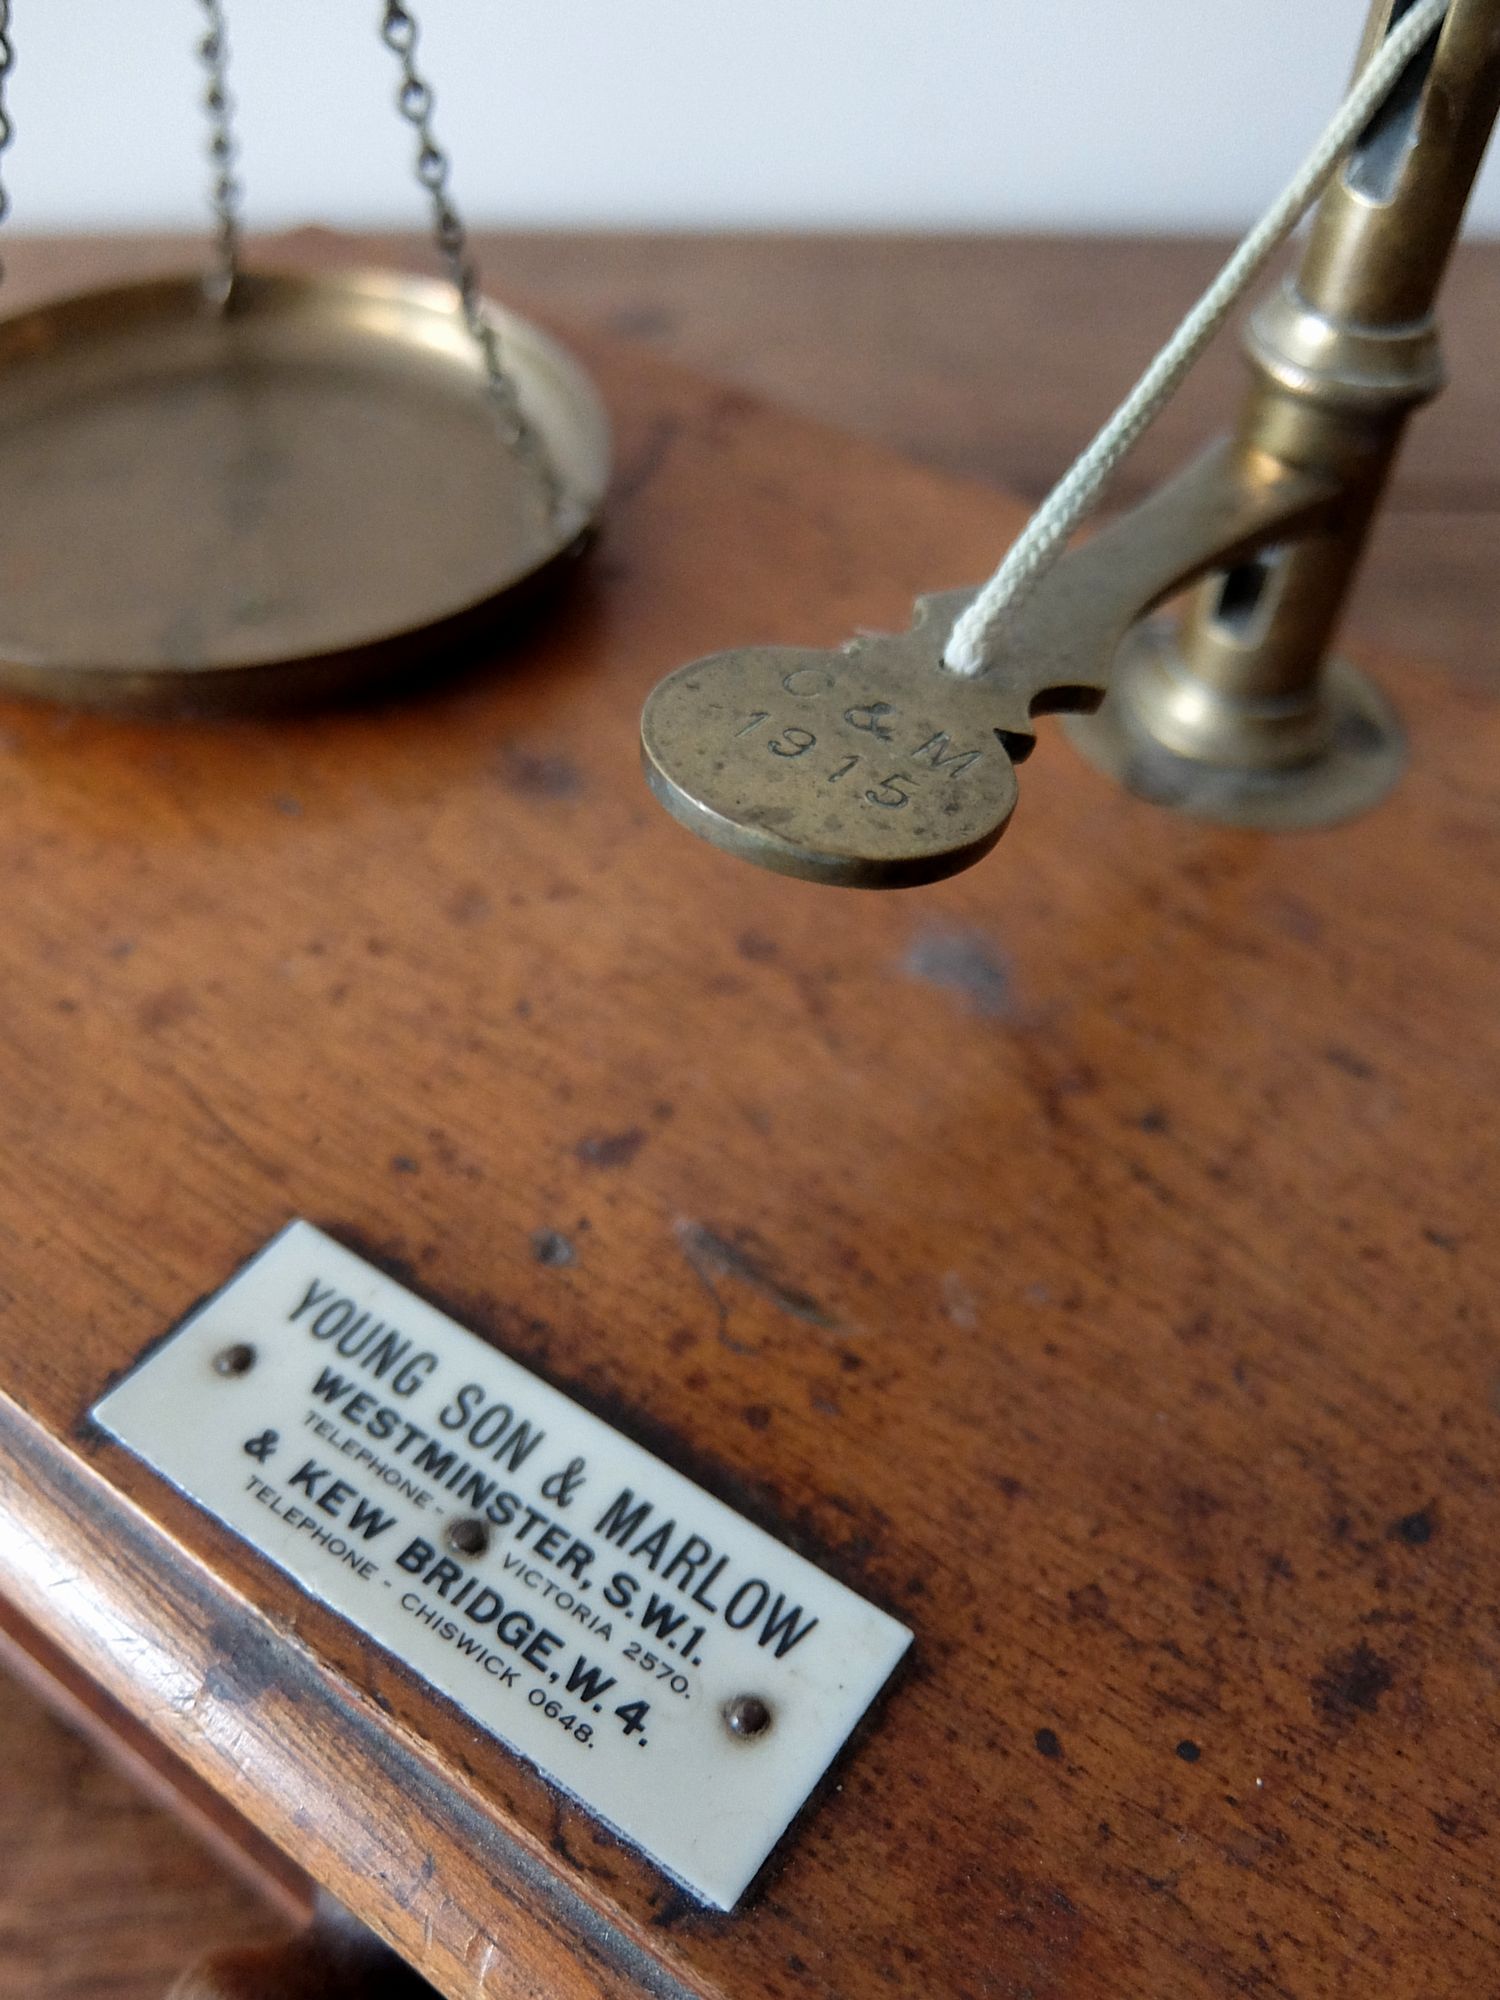 C & M
1915
YOUNG SON & MARLOW
WESTMINSTER, S.W.1.
TELEPHONE - VICTORIA 2570.
& KEW BRIDGE, W. 4.
TELEPHONE - CHISWICK 0648.